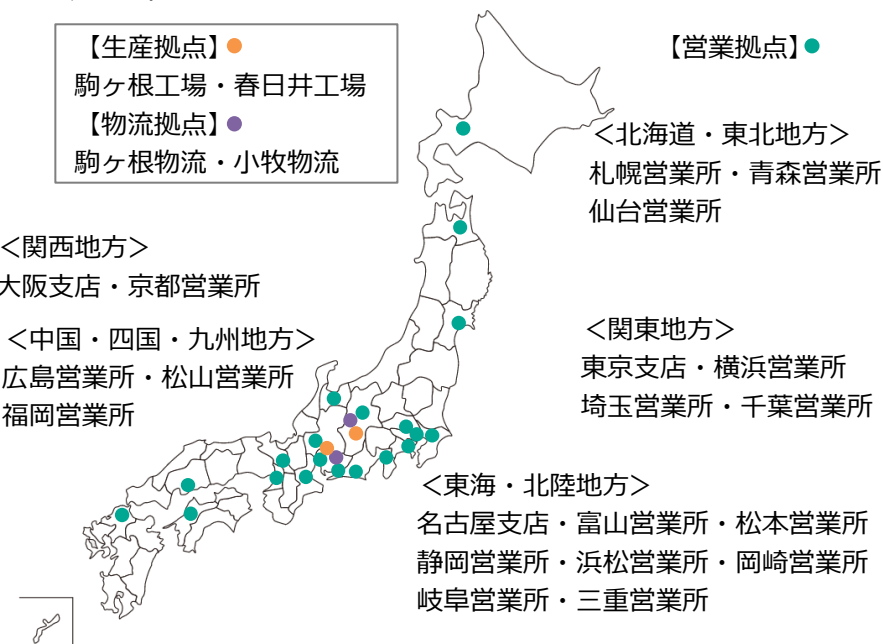 【生産拠点】
駒ヶ根工場・春日井工場
【物流拠点】
駒ヶ根物流・小牧物流
【営業拠点】
＜北海道・東北地方＞
札幌営業所・青森営業所
仙台営業所
＜関西地方＞
大阪支店・京都営業所
＜中国・四国・九州地方＞
広島営業所・松山営業所
福岡営業所
＜関東地方＞
東京支店・横浜営業所
埼玉営業所・千葉営業所
＜東海・北陸地方＞
名古屋支店・富山営業所・松本営業所
静岡営業所・浜松営業所・岡崎営業所
岐阜営業所・三重営業所